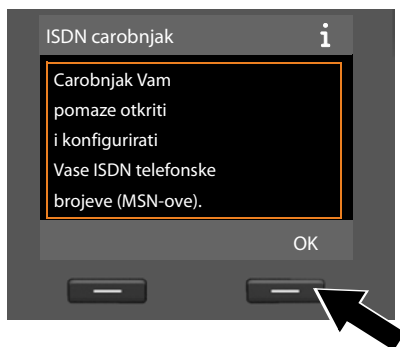 ISDN carobnjak
Carobnjak Vam
pomaze otkriti
i konfigurirati
Vase ISDN telefonske
brojeve (MSN-ove).
OK